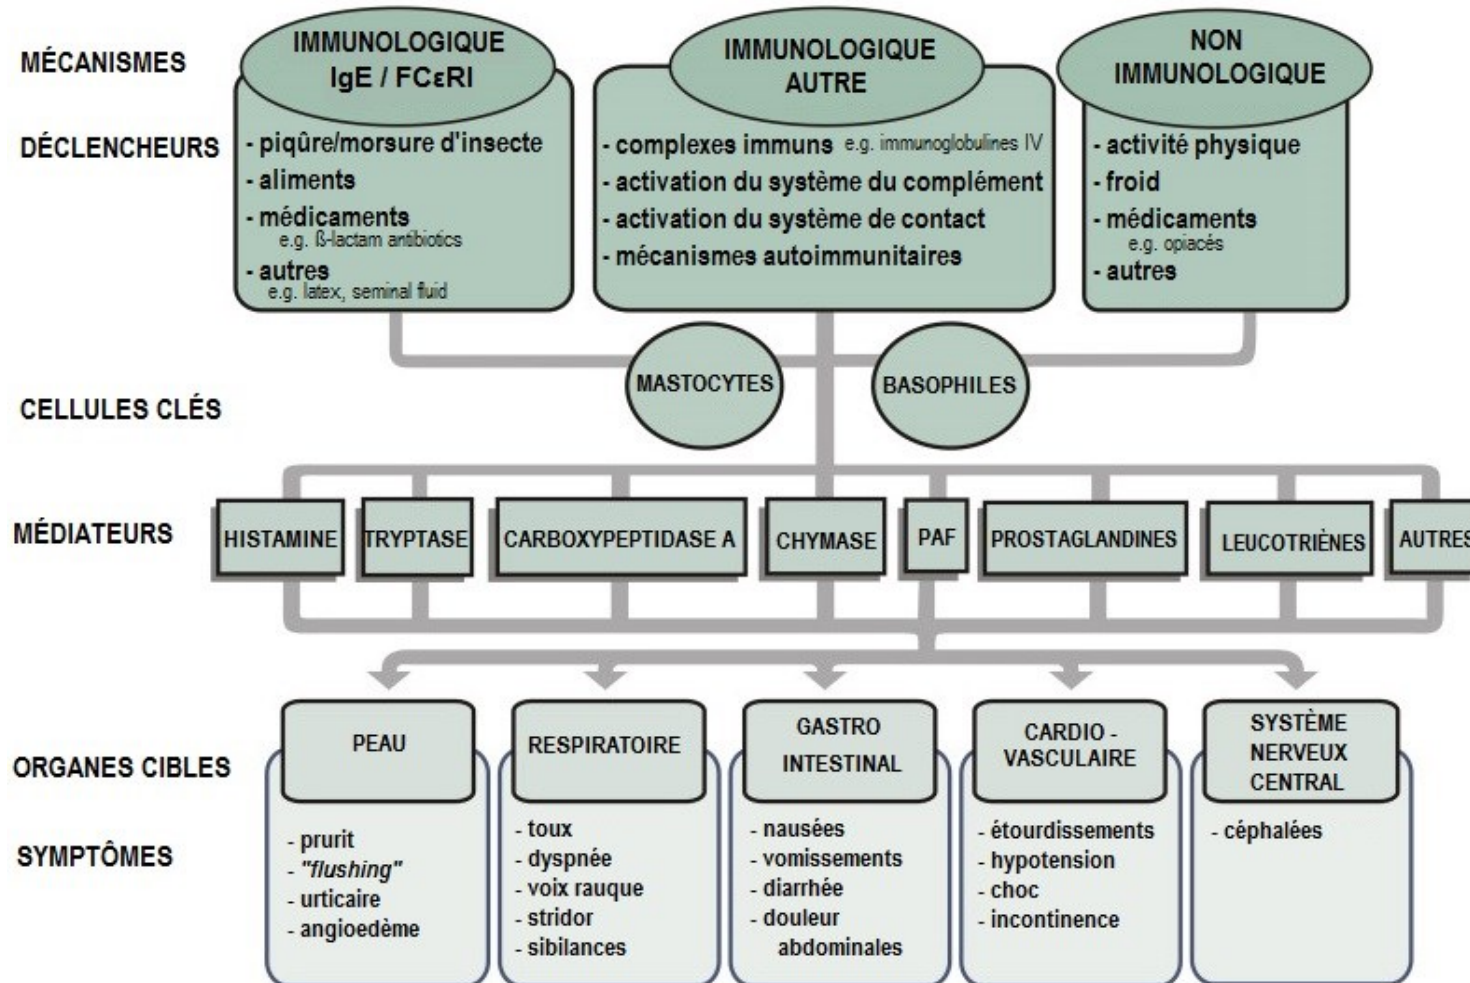 MÉCANISMES
IMMUNOLOGIQUE
IgE / FCεRI
IMMUNOLOGIQUE
AUTRE
NON
IMMUNOLOGIQUE
DÉCLENCHEURS
- piqûre/morsure d'insecte
- aliments
- médicaments
e.g. ß-lactam antibiotics
- autres
e.g. latex, seminal fluid
- complexes immuns e.g. immunoglobulines IV
- activation du système du complément
- activation du système de contact
- mécanismes autoimmunitaires
- activité physique
- froid
- médicaments
e.g. opiacés
- autres
CELLULES CLÉS
MASTOCYTES
BASOPHILES
MÉDIATEURS
HISTAMINE
TRYPTASE
CARBOXYPEPTIDASE A
CHYMASE
PAF
PROSTAGLANDINES
LEUCOTRIÈNES
AUTRES
ORGANES CIBLES
PEAU
RESPIRATOIRE
GASTRO
INTESTINAL
CARDIO -
VASCULAIRE
SYSTÈME
NERVEUX
CENTRAL
SYMPTÔMES
- prurit
- "flushing"
- urticaire
- angioedème
- toux
- dyspnée
- voix rauque
- stridor
- sibilances
- nausées
- vomissements
- diarrhée
- douleur
abdominales
- étourdissements
- hypotension
- choc
- incontinence
- céphalées